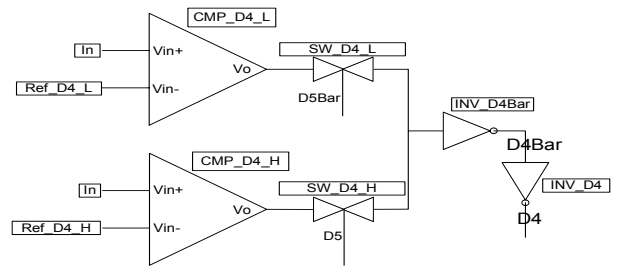 CMP_D4_L
In
Vin+
SW_D4_L
Vo
Ref_D4_L
Vin-
D5Bar
INV_D4Bar
D4Bar
CMP_D4_H
In
Vin+
SW_D4_H
INV_D4
Vo
Ref_D4_H
Vin-
D5
D4